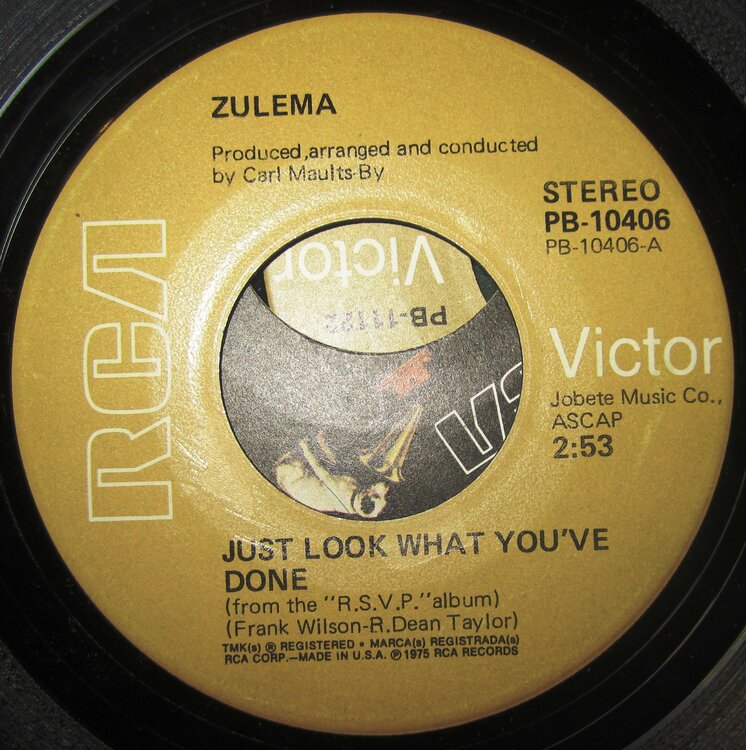 ZULEMA
Produced,arranged and conducted
by Carl Maults-By
STEREO
PB-10406
PB-10406-A
RCA
Victor
Jobete Music Co.,
ASCAP
2:53
Victor
PB-11122
JUST LOOK WHAT YOU'VE
DONE
(from the "R.S.V.P."album)
(Frank Wilson-R.Dean Taylor)
TMK(s) ® REGISTERED • MARCA(s) REGISTRADA(s)
RCA CORP.—MADE IN U.S.A. ℗1975 RCA RECORDS